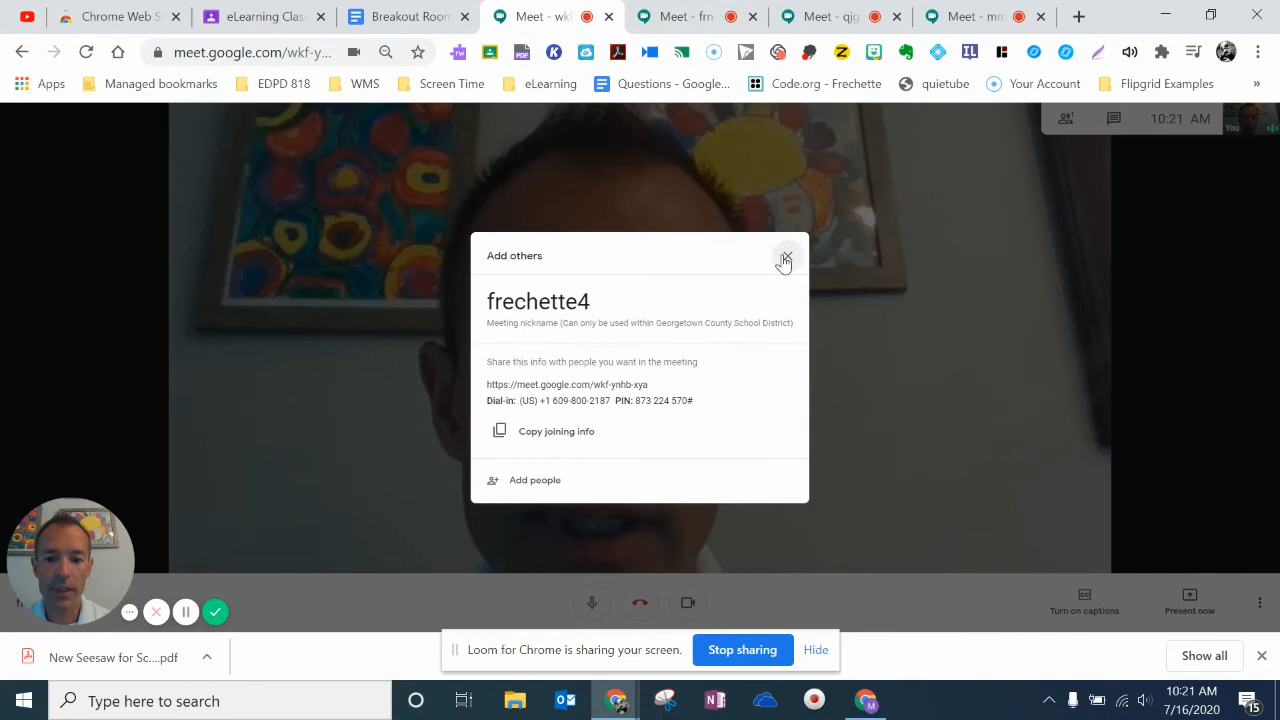 Chrome Web S
eLearning Clas
Breakout Roor
Meet - wkf
Meet - frn
Meet - qjg
Meet - mn
meet.google.com/wkf-y...
Apps
Managed bookmarks
EDPD 818
WMS
Screen Time
eLearning
Questions - Google...
Code.org - Frechette
quietube
Your Account
Flipgrid Examples
»
10:21 AM
You
Add others
frechette4
Meeting nickname (Can only be used within Georgetown County School District)
Share this info with people you want in the meeting
https://meet.google.com/wkf-ynhb-xya
Dial-in: (US) +1 609-800-2187 PIN: 873 224 570#
Copy joining info
Add people
Turn on captions
Present now
Loom for Chrome is sharing your screen.
Stop sharing
Hide
New Seesaw for Sc....pdf
Show all
Type here to search
10:21 AM
7/16/2020
15